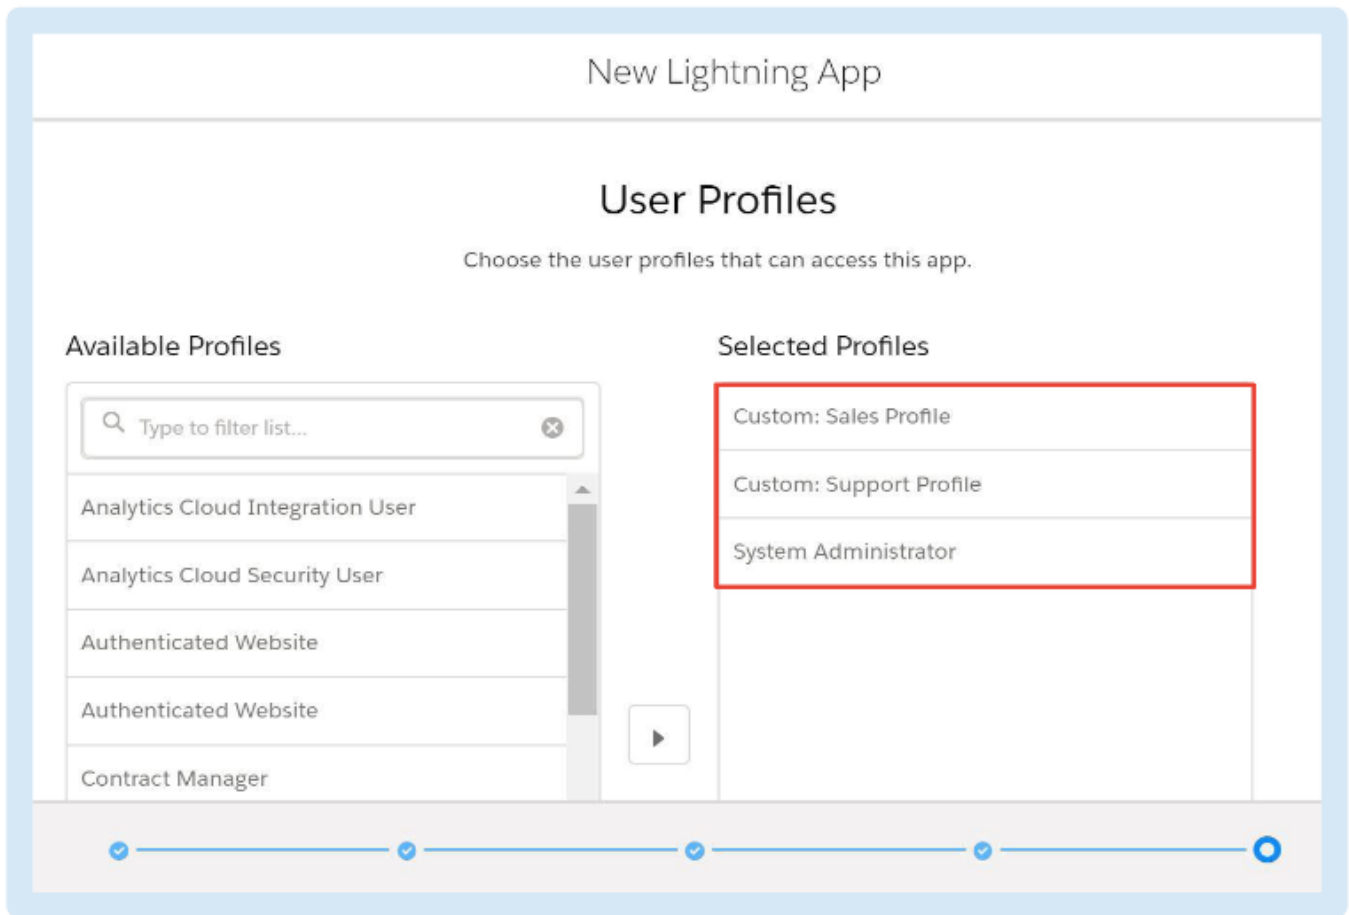 New Lightning App
User Profiles
Choose the user profiles that can access this app.
Available Profiles
Type to filter list...
Analytics Cloud Integration User
Analytics Cloud Security User
Authenticated Website
Authenticated Website
Contract Manager
Selected Profiles
Custom: Sales Profile
Custom: Support Profile
System Administrator